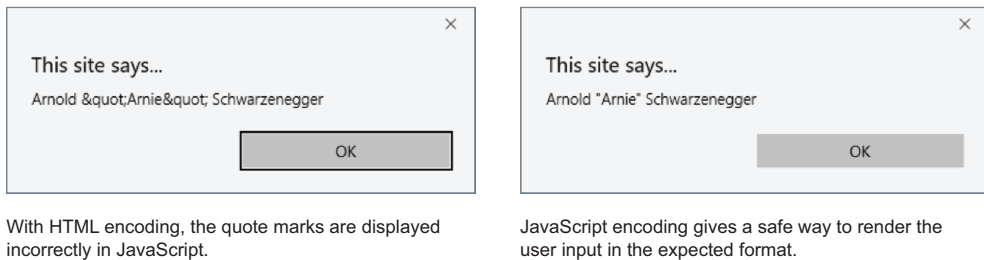 This site says...
Arnold &quot;Arnie&quot; Schwarzenegger
OK
With HTML encoding, the quote marks are displayed
incorrectly in JavaScript.
This site says...
Arnold "Arnie" Schwarzenegger
OK
JavaScript encoding gives a safe way to render the
user input in the expected format.